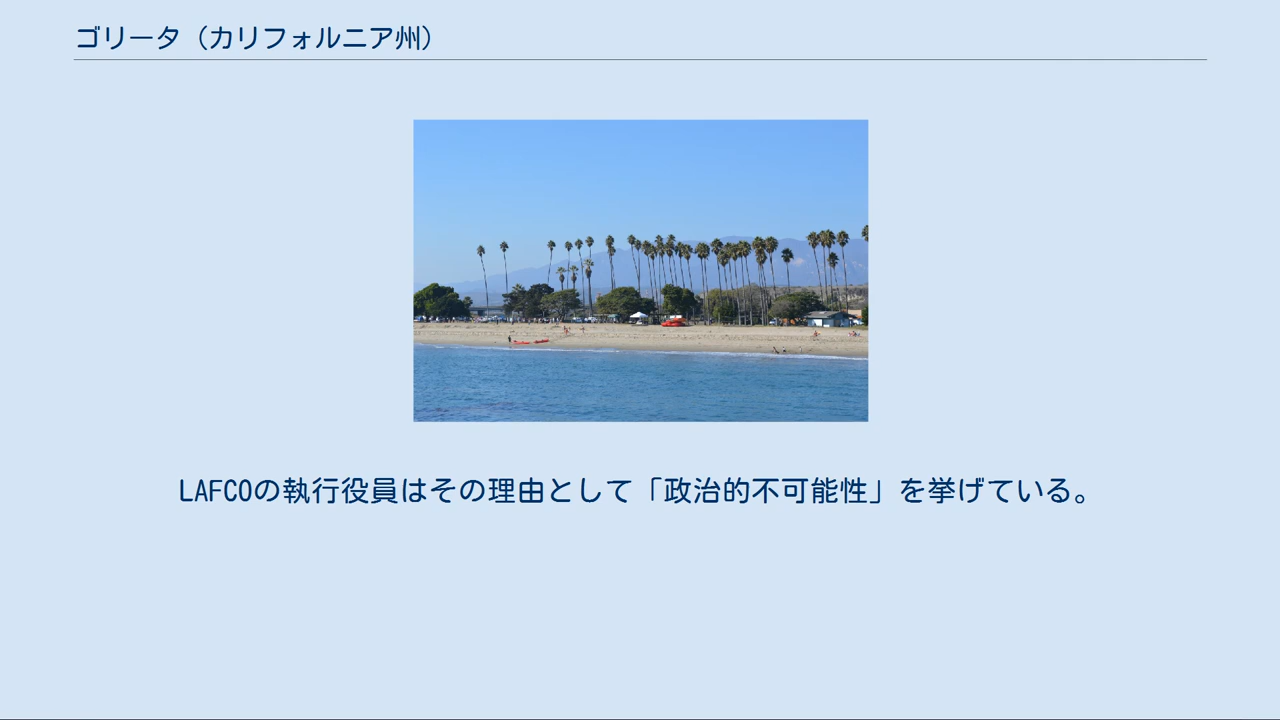 ゴリータ（カリフォルニア州）
LAFCOの執行役員はその理由として「政治的不可能性」を挙げている。